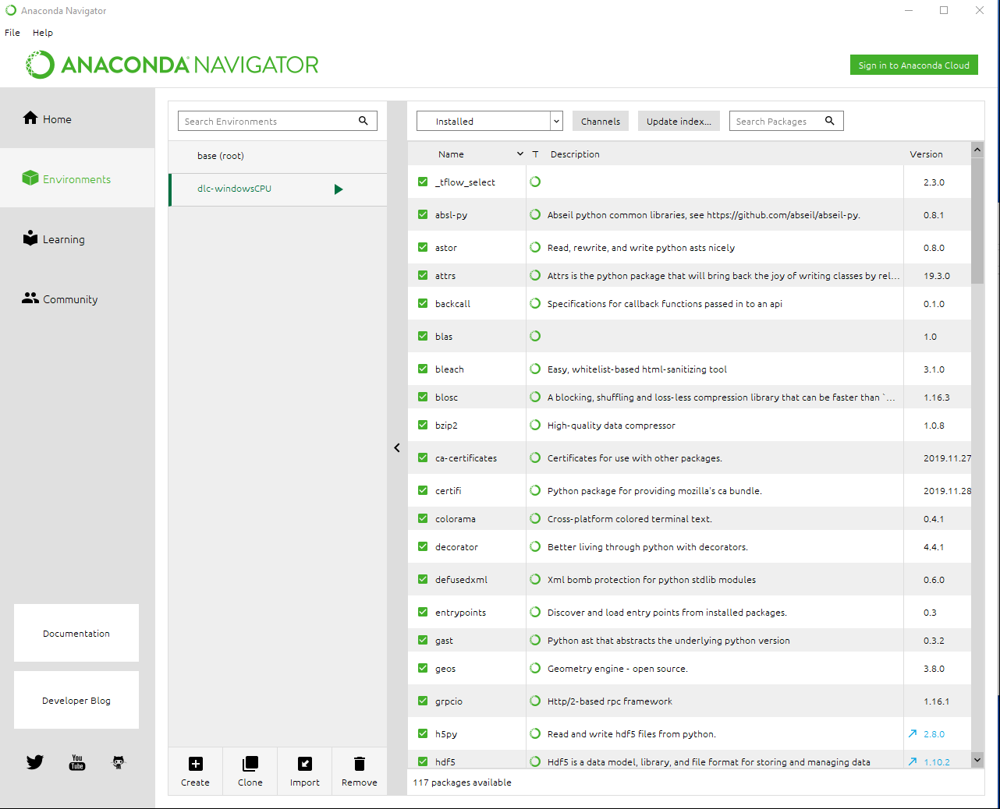 Anaconda Navigator
File Help
ANACONDA NAVIGATOR
Sign in to Anaconda Cloud
Home
Environments
Learning
Community
Documentation
Developer Blog
You
Tube
Search Environments
base (root)
dlc-windowsCPU
Create Clone Import Remove
Installed Channels Update index... Search Packages
Name T Description Version
_tflow_select 2.3.0
absl-py Abseil python common libraries, see https://github.com/abseil/abseil-py. 0.8.1
astor Read, rewrite, and write python asts nicely 0.8.0
attrs Attrs is the python package that will bring back the joy of writing classes by rel... 19.3.0
backcall Specifications for callback functions passed in to an api 0.1.0
blas 1.0
bleach Easy, whitelist-based html-sanitizing tool 3.1.0
blosc A blocking, shuffling and loss-less compression library that can be faster than `... 1.16.3
bzip2 High-quality data compressor 1.0.8
ca-certificates Certificates for use with other packages. 2019.11.27
certifi Python package for providing mozilla's ca bundle. 2019.11.28
colorama Cross-platform colored terminal text. 0.4.1
decorator Better living through python with decorators. 4.4.1
defusedxml Xml bomb protection for python stdlib modules 0.6.0
entrypoints Discover and load entry points from installed packages. 0.3
gast Python ast that abstracts the underlying python version 0.3.2
geos Geometry engine - open source. 3.8.0
grpcio Http/2-based rpc framework 1.16.1
h5py Read and write hdf5 files from python. 2.8.0
hdf5 Hdf5 is a data model, library, and file format for storing and managing data 1.10.2
117 packages available